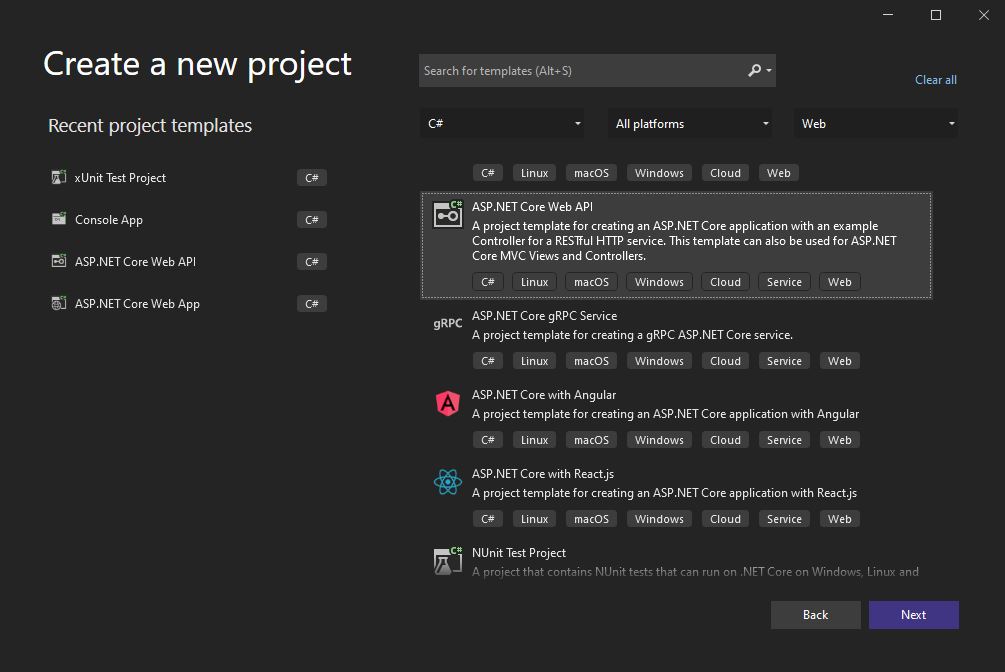 Create a new project
Search for templates (Alt+S)
Clear all
Recent project templates
C#
All platforms
Web
xUnit Test Project C#
Console App C#
ASP.NET Core Web API C#
ASP.NET Core Web App C#
C# Linux macOS Windows Cloud Web
C#
ASP.NET Core Web API
A project template for creating an ASP.NET Core application with an example
Controller for a RESTful HTTP service. This template can also be used for ASP.NET
Core MVC Views and Controllers.
C# Linux macOS Windows Cloud Service Web
gRPC
ASP.NET Core gRPC Service
A project template for creating a gRPC ASP.NET Core service.
C# Linux macOS Windows Cloud Service Web
ASP.NET Core with Angular
A project template for creating an ASP.NET Core application with Angular
C# Linux macOS Windows Cloud Service Web
ASP.NET Core with React.js
A project template for creating an ASP.NET Core application with React.js
C# Linux macOS Windows Cloud Service Web
C#
NUnit Test Project
A project that contains NUnit tests that can run on .NET Core on Windows, Linux and
Back
Next